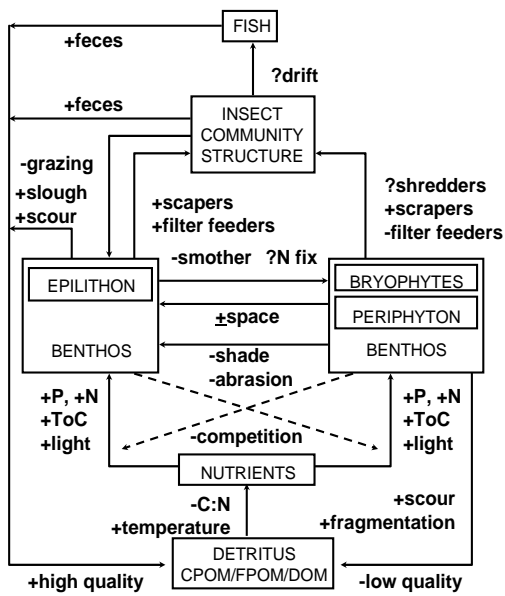 FISH
+feces
?drift
+feces
INSECT
COMMUNITY
STRUCTURE
-grazing
+slough
+scour
+scapers
+filter feeders
?shredders
+scrapers
-filter feeders
-smother ?N fix
EPILITHON
BENTHOS
BRYOPHYTES
PERIPHYTON
BENTHOS
±space
-shade
-abrasion
+P, +N
+ToC
+light
+P, +N
+ToC
+light
-competition
NUTRIENTS
-C:N
+temperature
+scour
+fragmentation
DETRITUS
CPOM/FPOM/DOM
+high quality
-low quality